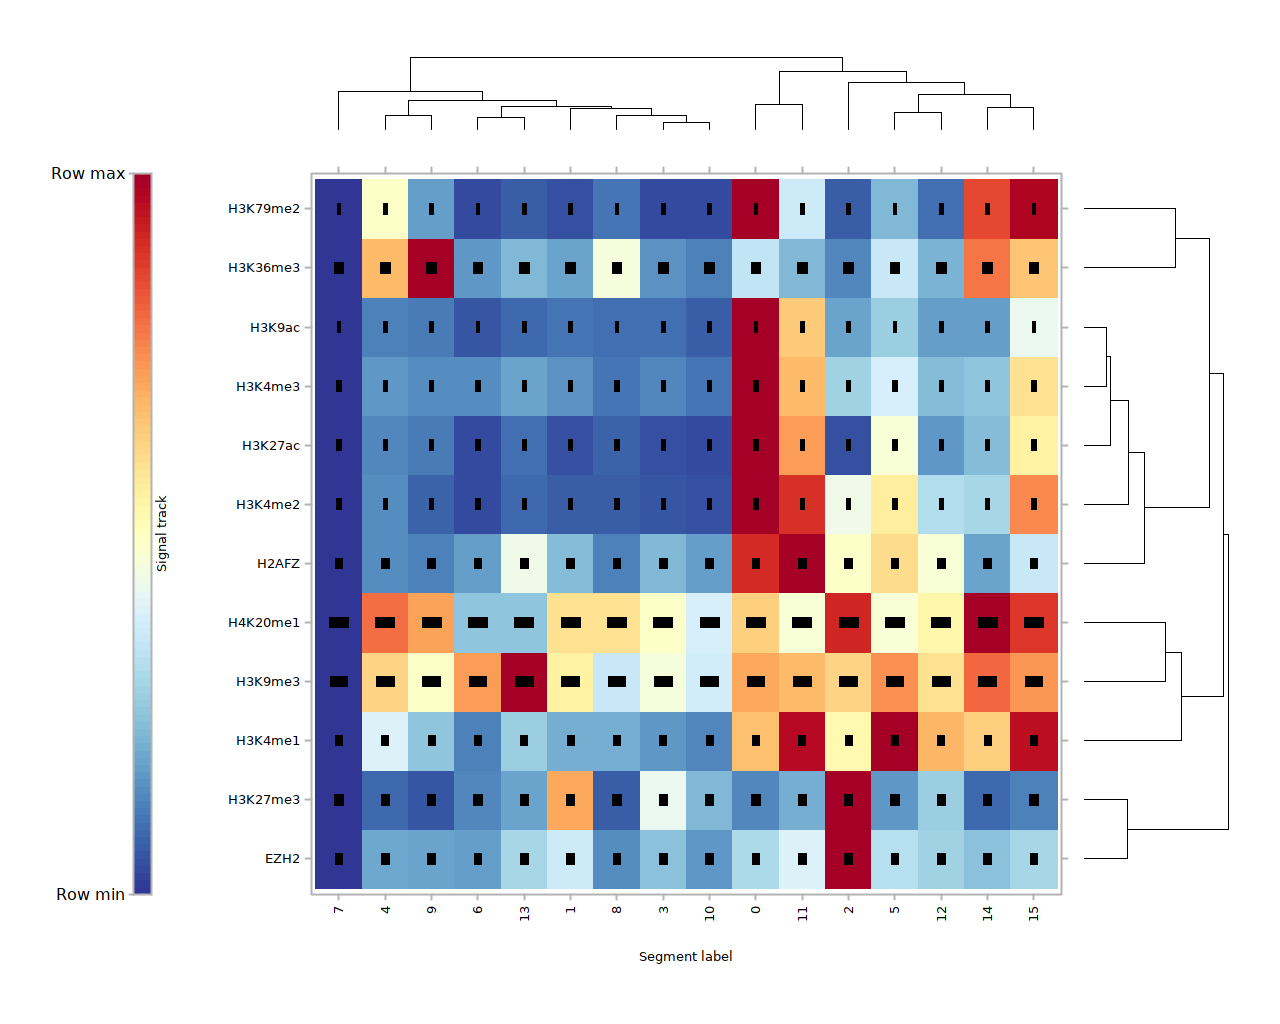 Row max
Signal track
Row min
H3K79me2
H3K36me3
H3K9ac
H3K4me3
H3K27ac
H3K4me2
H2AFZ
H4K20me1
H3K9me3
H3K4me1
H3K27me3
EZH2
7 4 9 6 13 1 8 3 10 0 11 2 5 12 14 15
Segment label